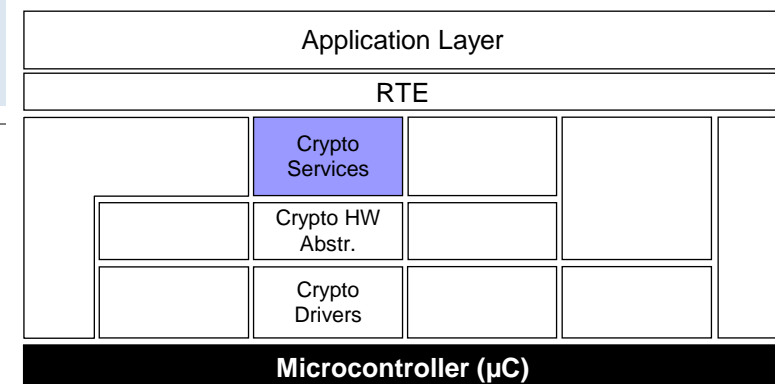 Application Layer
RTE
Crypto
Services
Crypto HW
Abstr.
Crypto
Drivers
Microcontroller (µC)